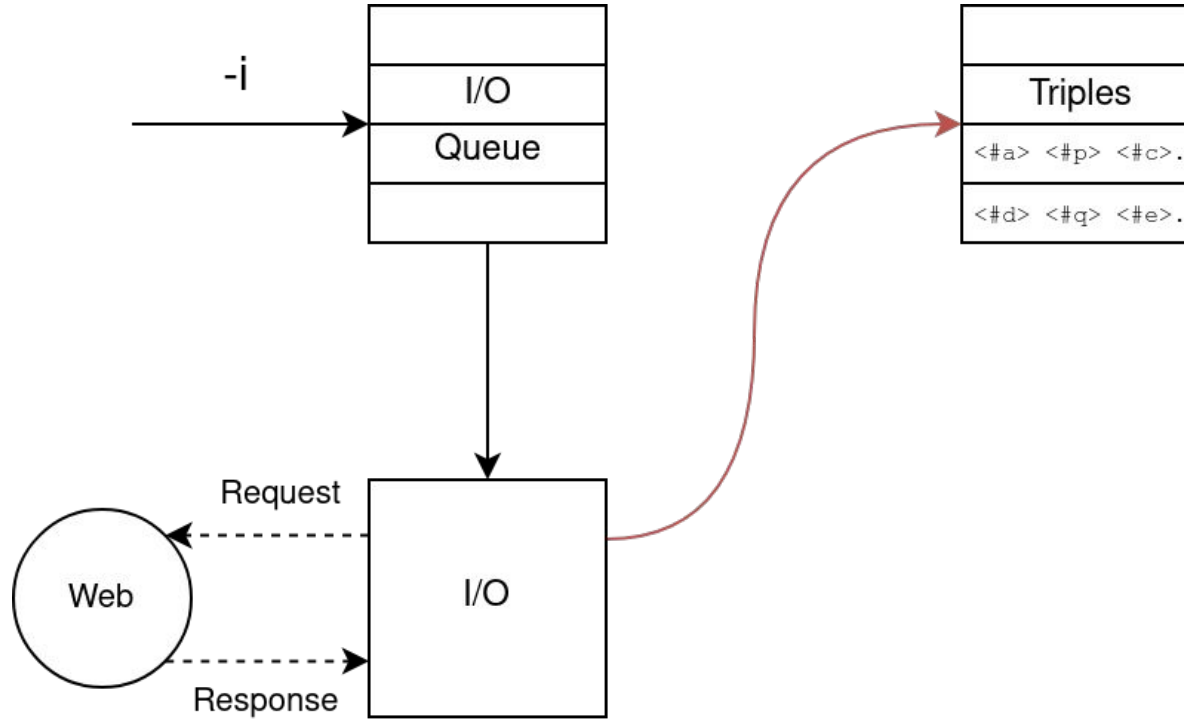 -i
I/O
Queue
Triples
<#a> <#p> <#c>.
<#d> <#q> <#e>.
Request
Web
I/O
Response